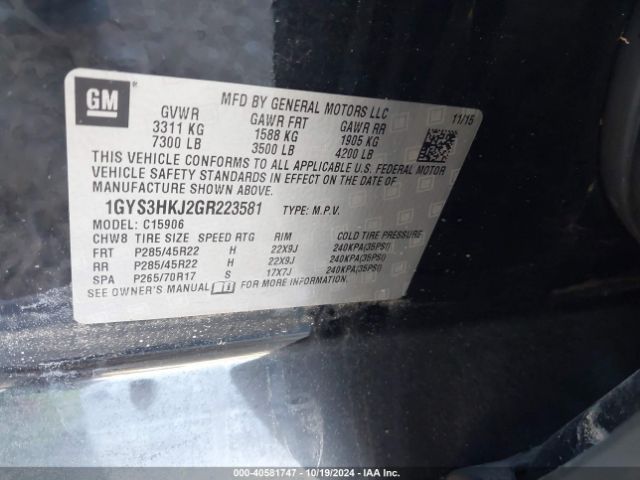 GM
MFD BY GENERAL MOTORS LLC
11/15
GVWR GAWR FRT GAWR RR
3311 KG 1588 KG 1905 KG
7300 LB 3500 LB 4200 LB
THIS VEHICLE CONFORMS TO ALL APPLICABLE U.S. FEDERAL MOTOR
VEHICLE SAFETY STANDARDS IN EFFECT ON THE DATE OF
MANUFACTURE SHOWN ABOVE.
1GYS3HKJ2GR223581 TYPE: M.P.V.
MODEL: C15906
CHW8 TIRE SIZE SPEED RTG RIM COLD TIRE PRESSURE
FRT P285/45R22 H 22X9J 240KPA(35PSI)
RR P285/45R22 H 22X9J 240KPA(35PSI)
SPA P265/70R17 S 17X7J 240KPA(35PSI)
SEE OWNER'S MANUAL FOR MORE INFORMATION.
000-40581747 - 10/19/2024 - IAA Inc.